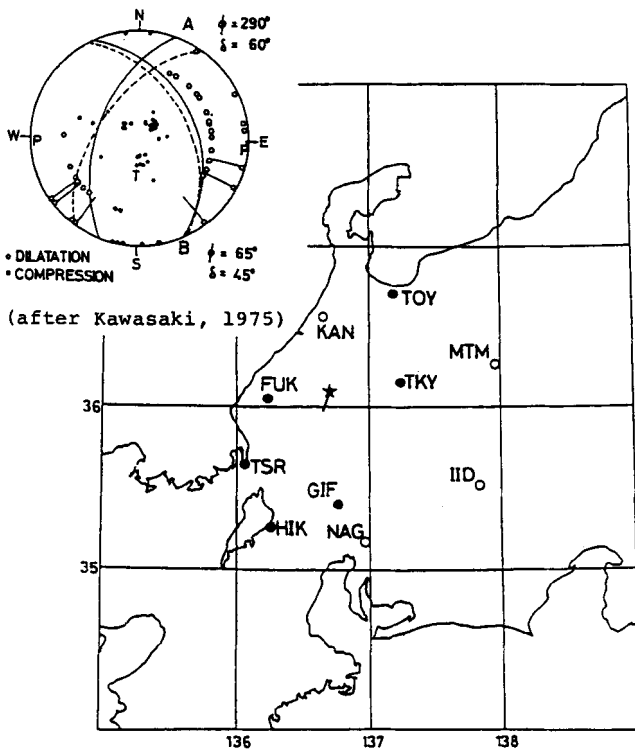 N
A
ϕ = 290°
δ = 60°
W
P
P
E
T
S
B
ϕ = 65°
δ = 45°
∘ DILATATION
• COMPRESSION
(after Kawasaki, 1975)
TOY
KAN
MTM
FUK
TKY
36
TSR
IID
GIF
HIK
NAG
35
136
137
138